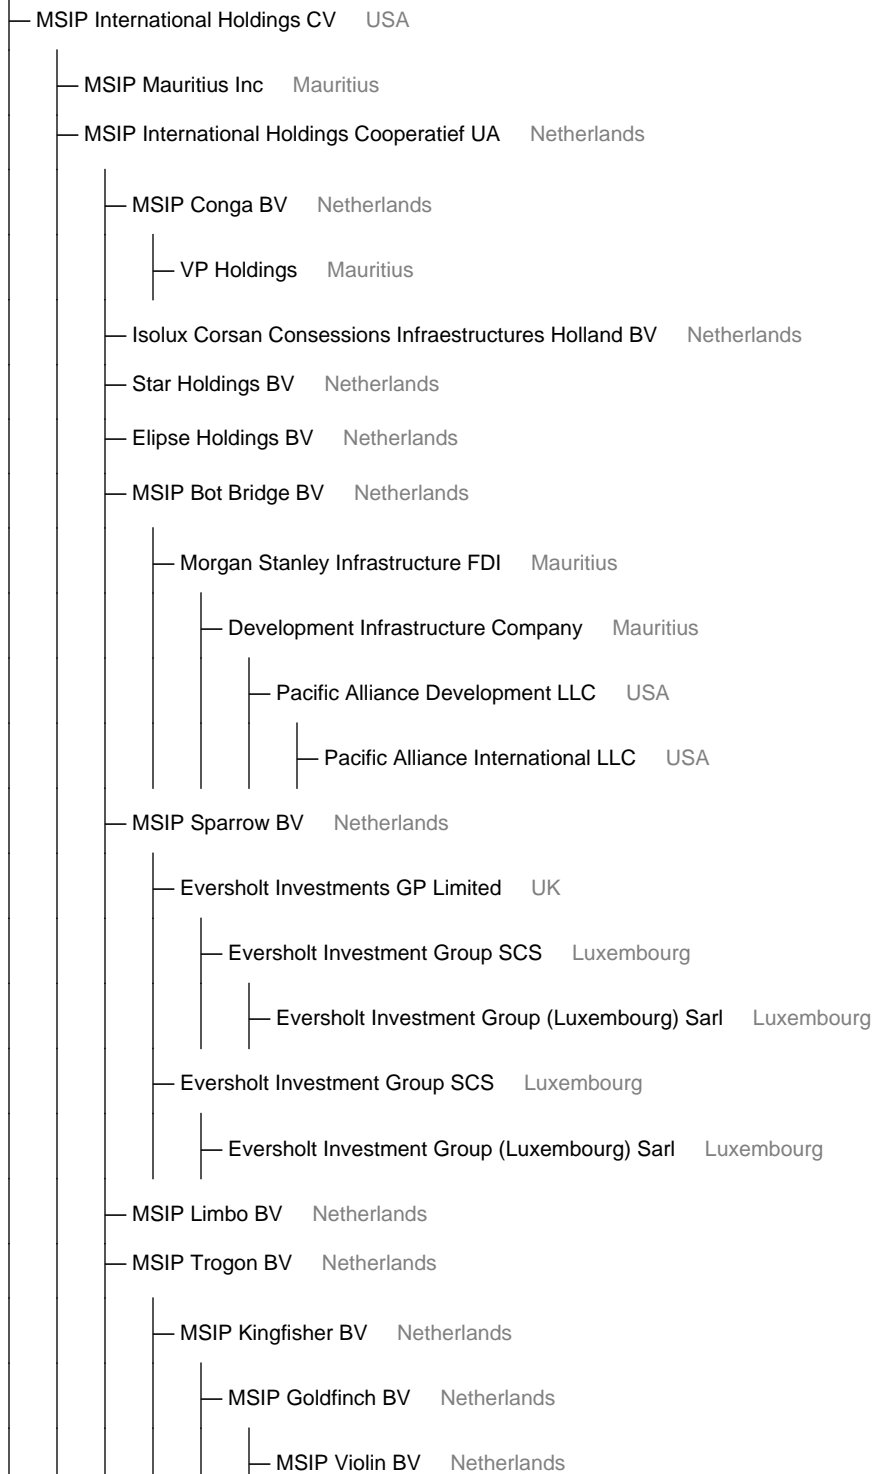 MSIP International Holdings CV USA
MSIP Mauritius Inc Mauritius
MSIP International Holdings Cooperatief UA Netherlands
MSIP Conga BV Netherlands
VP Holdings Mauritius
Isolux Corsan Consessions Infraestructures Holland BV Netherlands
Star Holdings BV Netherlands
Elipse Holdings BV Netherlands
MSIP Bot Bridge BV Netherlands
Morgan Stanley Infrastructure FDI Mauritius
Development Infrastructure Company Mauritius
Pacific Alliance Development LLC USA
Pacific Alliance International LLC USA
MSIP Sparrow BV Netherlands
Eversholt Investments GP Limited UK
Eversholt Investment Group SCS Luxembourg
Eversholt Investment Group (Luxembourg) Sarl Luxembourg
Eversholt Investment Group SCS Luxembourg
Eversholt Investment Group (Luxembourg) Sarl Luxembourg
MSIP Limbo BV Netherlands
MSIP Trogon BV Netherlands
MSIP Kingfisher BV Netherlands
MSIP Goldfinch BV Netherlands
MSIP Violin BV Netherlands